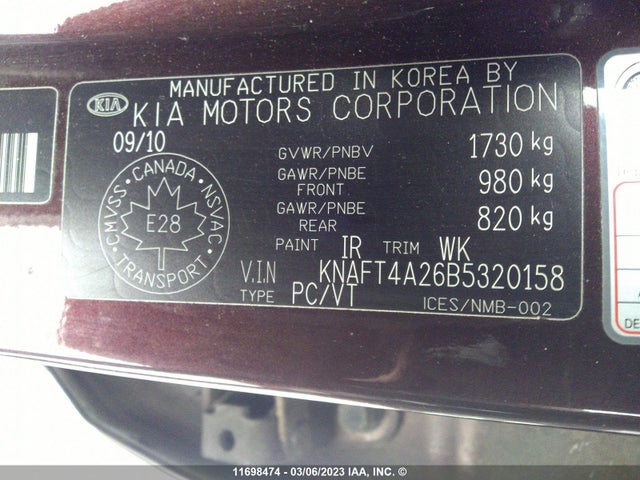 MANUFACTURED IN KOREA BY
KIA KIA MOTORS CORPORATION
09/10
GVWR/PNBV 1730 kg
GAWR/PNBE FRONT 980 kg
GAWR/PNBE REAR 820 kg
CMVSS · CANADA · NSVAC
E28
TRANSPORT
PAINT IR TRIM WK
V.I.N KNAFT4A26B5320158
TYPE PC/VT ICES/NMB-002
DE
11698474 - 03/06/2023 IAA, INC. ©